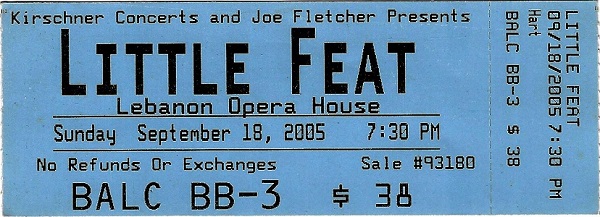 Kirschner Concerts and Joe Fletcher Presents
LITTLE FEAT
Lebanon Opera House
Sunday September 18, 2005 7:30 PM
No Refunds Or Exchanges Sale #93180
BALC BB-3 $ 38
LITTLE FEAT
09/18/2005 7:30 PM
Hart
BALC BB-3 $ 38